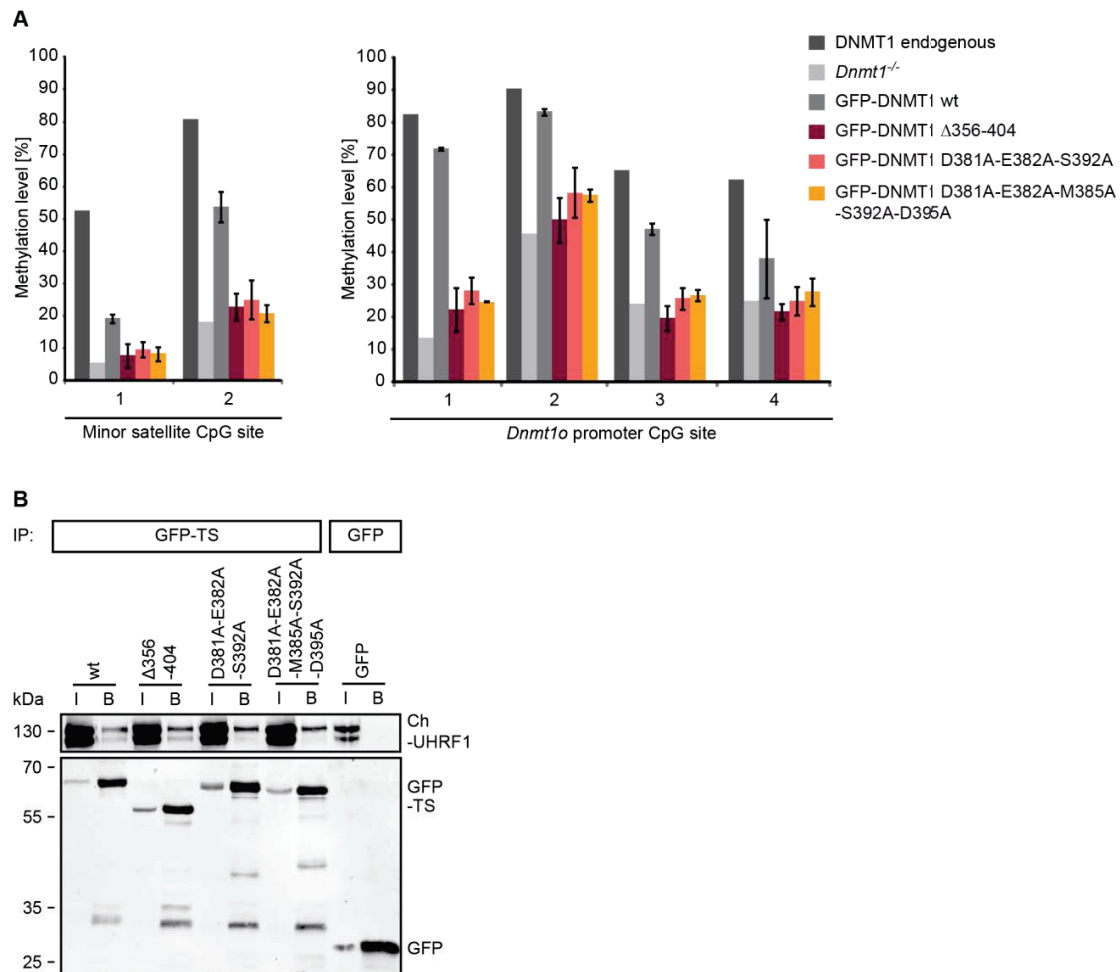 A
Methylation level [%]
100
90
80
70
60
50
40
30
20
10
0
1 2
Minor satellite CpG site
Methylation level [%]
100
90
80
70
60
50
40
30
20
10
0
1 2 3 4
Dnmt1o promoter CpG site
DNMT1 endogenous
Dnmt1-/-
GFP-DNMT1 wt
GFP-DNMT1 Δ356-404
GFP-DNMT1 D381A-E382A-S392A
GFP-DNMT1 D381A-E382A-M385A
-S392A-D395A
B
IP: GFP-TS GFP
wt
Δ356
-404
D381A-E382A
-S392A
D381A-E382A
-M385A-S392A
-D395A
GFP
kDa I B I B I B I B I B
130
Ch
-UHRF1
70
GFP
-TS
55
35
GFP
25